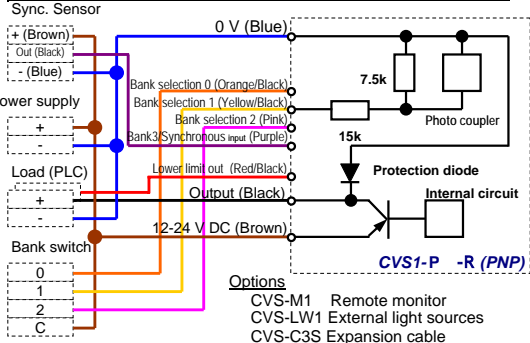 Sync. Sensor
+ (Brown)
Out (Black)
- (Blue)
ower supply
+
-
Load (PLC)
+
-
Bank switch
0
1
2
C
0 V (Blue)
Bank selection 0 (Orange/Black)
Bank selection 1 (Yellow/Black)
Bank selection 2 (Pink)
Bank3/Synchronous input (Purple)
Lower limit out (Red/Black)
Output (Black)
12-24 V DC (Brown)
7.5k
Photo coupler
15k
Protection diode
Internal circuit
CVS1-P -R (PNP)
Options
CVS-M1 Remote monitor
CVS-LW1 External light sources
CVS-C3S Expansion cable